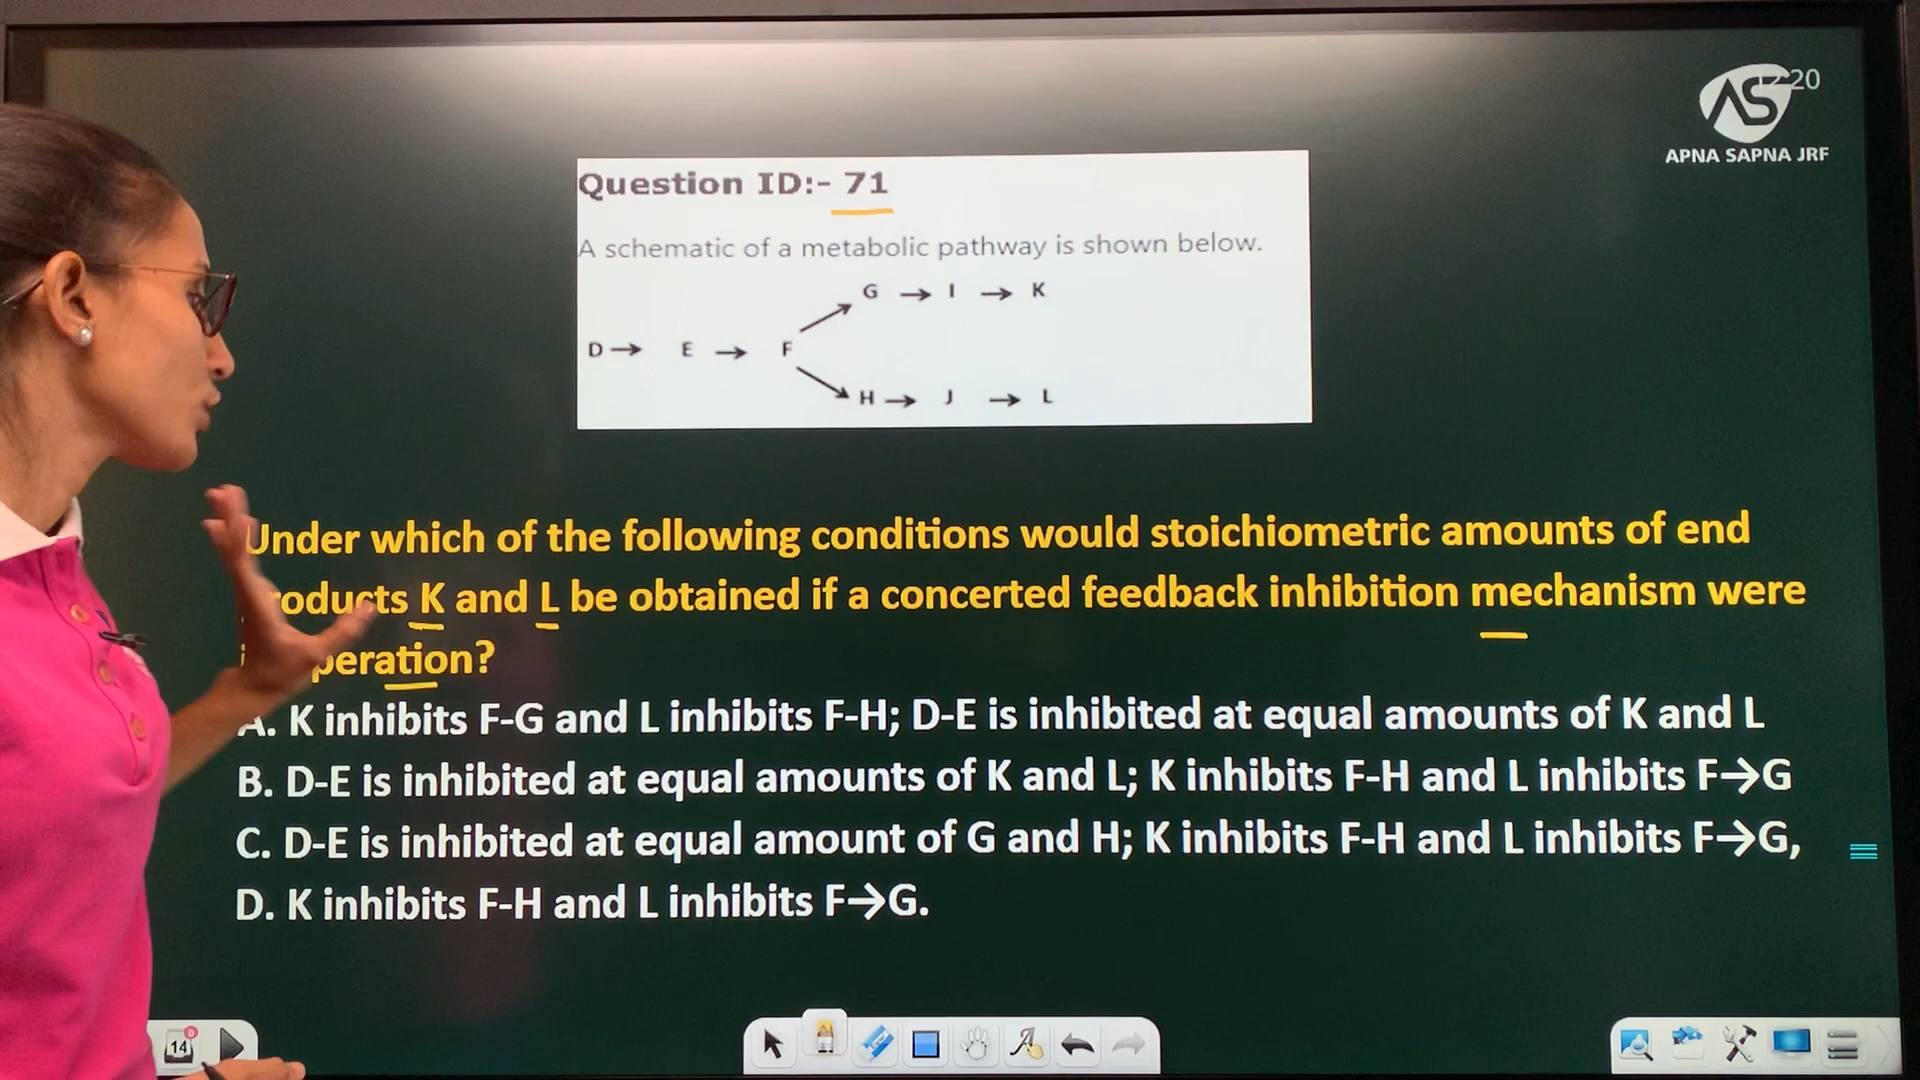 12:20
AS
APNA SAPNA JRF
Question ID:- 71
A schematic of a metabolic pathway is shown below.
G → I → K
D → E → F
H → J → L
Under which of the following conditions would stoichiometric amounts of end
K and L be obtained if a concerted feedback inhibition mechanism were
A. K inhibits F-G and L inhibits F-H; D-E is inhibited at equal amounts of K and L
B. D-E is inhibited at equal amounts of K and L; K inhibits F-H and L inhibits F→G
C. D-E is inhibited at equal amount of G and H; K inhibits F-H and L inhibits F→G,
D. K inhibits F-H and L inhibits F→G.
14
0